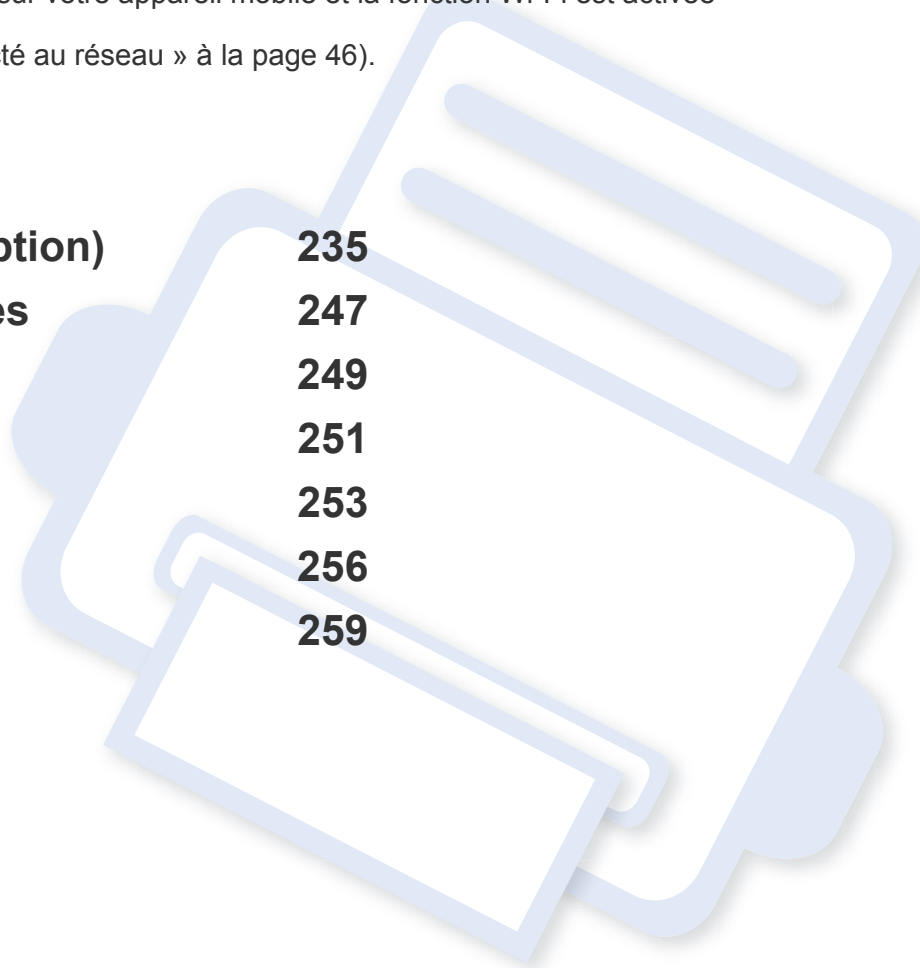 sur votre appareil mobile et la fonction Wi-Fi est activée
té au réseau » à la page 46).
ption) 235
es 247
249
251
253
256
259